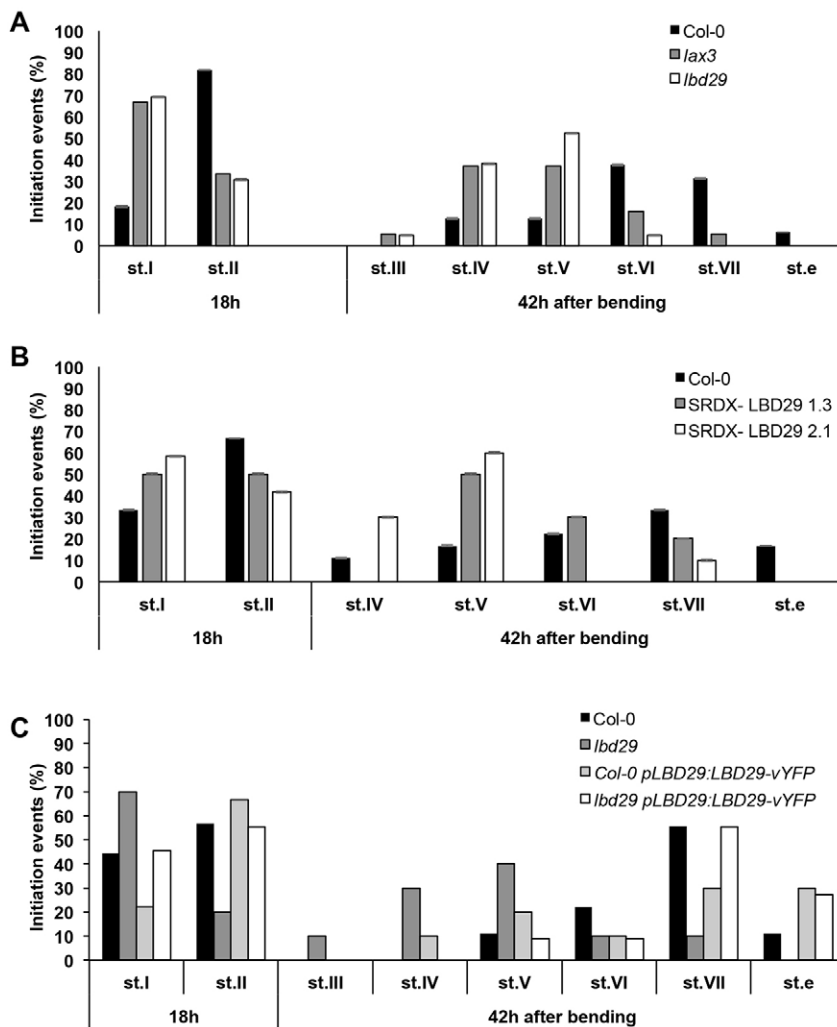 A
Initiation events (%)
100
90
80
70
60
50
40
30
20
10
0
Col-0
lax3
lbd29
st.I st.II st.III st.IV st.V st.VI st.VII st.e
18h 42h after bending
B
Initiation events (%)
100
90
80
70
60
50
40
30
20
10
0
Col-0
SRDX- LBD29 1.3
SRDX- LBD29 2.1
st.I st.II st.IV st.V st.VI st.VII st.e
18h 42h after bending
C
Initiation events (%)
100
90
80
70
60
50
40
30
20
10
0
Col-0
lbd29
Col-0 pLBD29:LBD29-vYFP
lbd29 pLBD29:LBD29-vYFP
st.I st.II st.III st.IV st.V st.VI st.VII st.e
18h 42h after bending